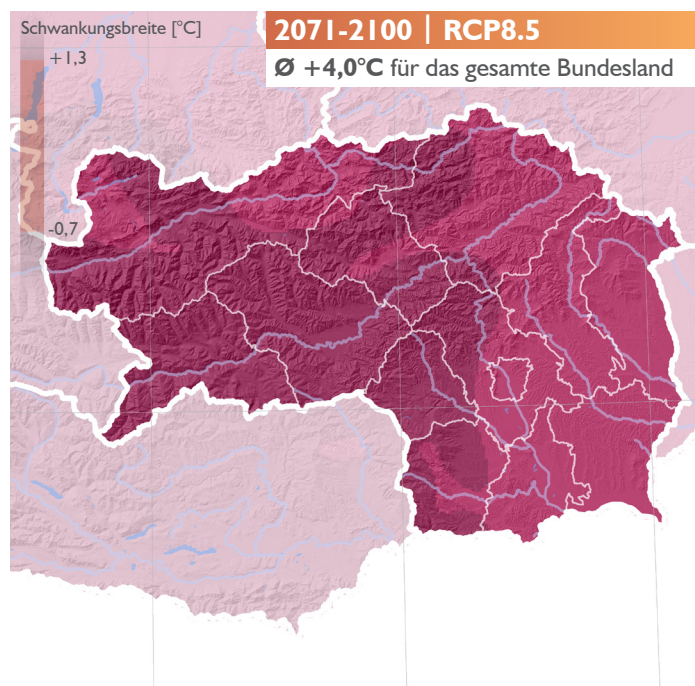 Schwankungsbreite [°C]
+1,3
-0,7
2071-2100 | RCP8.5
Ø +4,0°C für das gesamte Bundesland